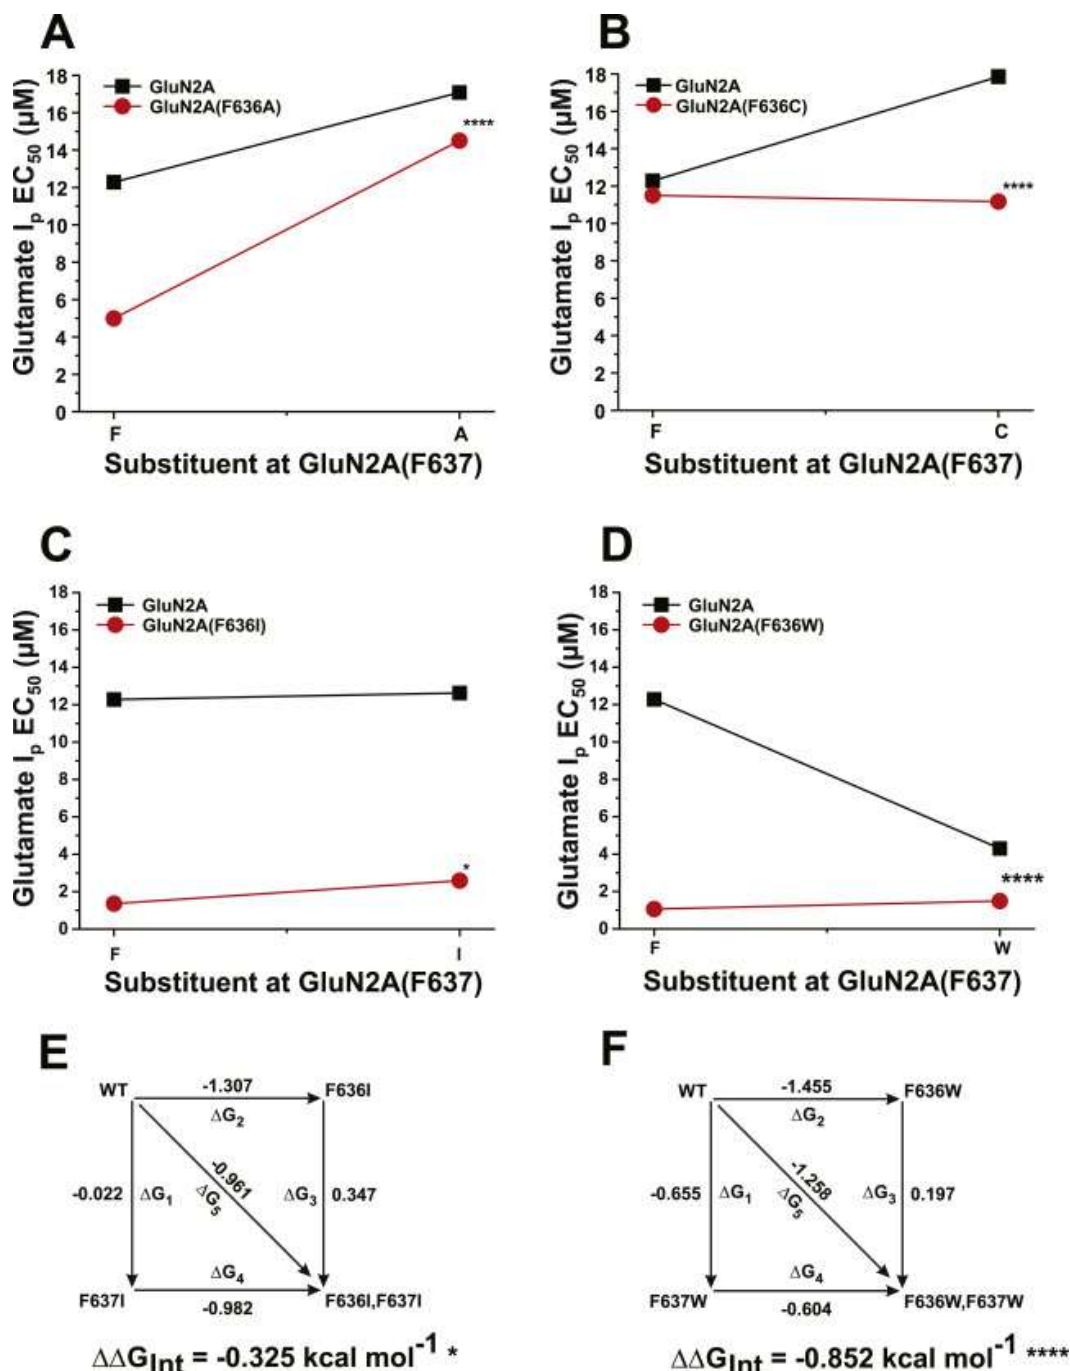 A
GluN2A
GluN2A(F636A)
Glutamate Ip EC50 (µM)
18
16
14
12
10
8
6
4
2
0
****
F
A
Substituent at GluN2A(F637)
B
GluN2A
GluN2A(F636C)
Glutamate Ip EC50 (µM)
18
16
14
12
10
8
6
4
2
0
****
F
C
Substituent at GluN2A(F637)
C
GluN2A
GluN2A(F636I)
Glutamate Ip EC50 (µM)
18
16
14
12
10
8
6
4
2
0
*
F
I
Substituent at GluN2A(F637)
D
GluN2A
GluN2A(F636W)
Glutamate Ip EC50 (µM)
18
16
14
12
10
8
6
4
2
0
****
F
W
Substituent at GluN2A(F637)
E
WT
-1.307
F636I
ΔG2
-0.961
-0.022
ΔG1
ΔG5
ΔG3
0.347
ΔG4
F637I
-0.982
F636I,F637I
ΔΔGInt = -0.325 kcal mol-1 *
F
WT
-1.455
F636W
ΔG2
-1.258
-0.655
ΔG1
ΔG5
ΔG3
0.197
ΔG4
F637W
-0.604
F636W,F637W
ΔΔGInt = -0.852 kcal mol-1 ****